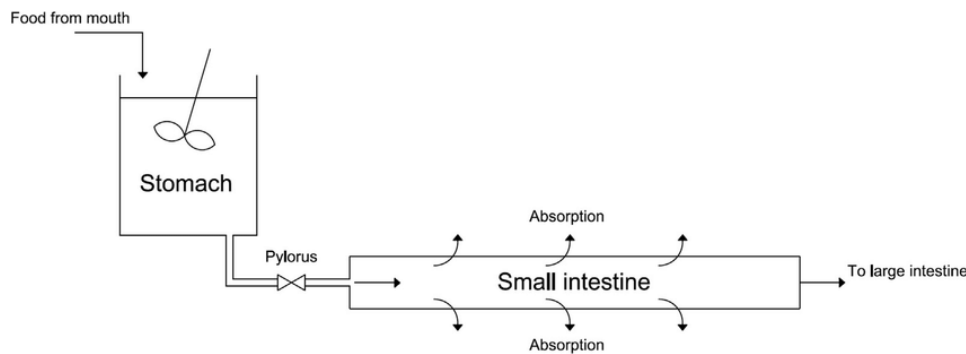 Food from mouth
Stomach
Absorption
Pylorus
Small intestine
To large intestine
Absorption